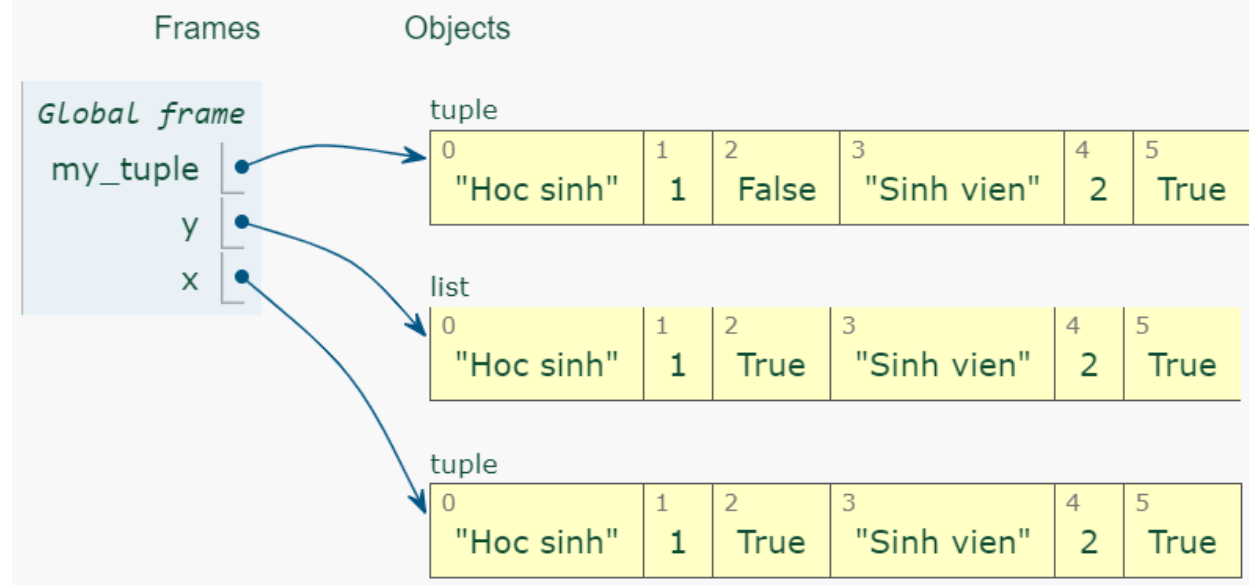 Frames Objects
Global frame
my_tuple
y
x
tuple
0 1 2 3 4 5
"Hoc sinh" 1 False "Sinh vien" 2 True
list
0 1 2 3 4 5
"Hoc sinh" 1 True "Sinh vien" 2 True
tuple
0 1 2 3 4 5
"Hoc sinh" 1 True "Sinh vien" 2 True